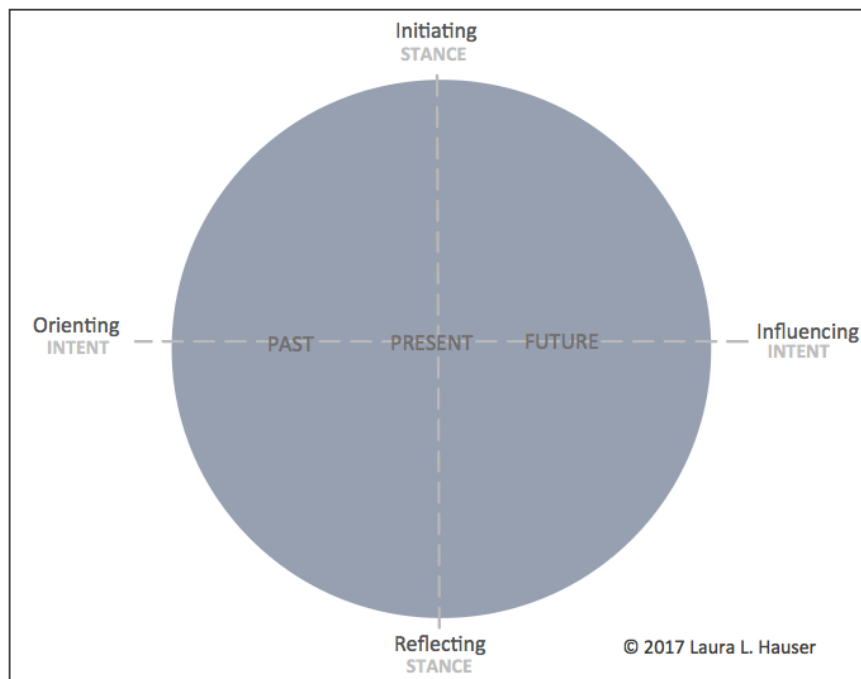 Initiating
STANCE
Orienting
INTENT
PAST PRESENT FUTURE
Influencing
INTENT
Reflecting
STANCE
© 2017 Laura L. Hauser